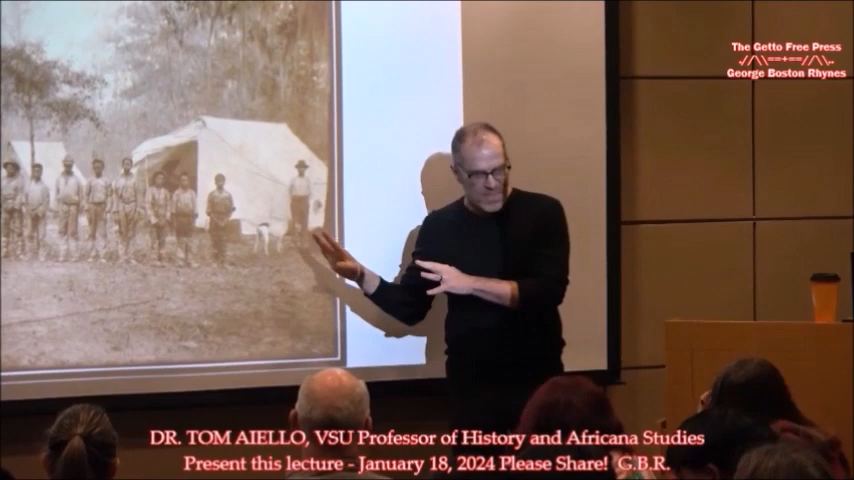 The Getto Free Press
./\/\==+==/\/\..
George Boston Rhynes
DR. TOM AIELLO, VSU Professor of History and Africana Studies
Present this lecture - January 18, 2024 Please Share!  G.B.R.